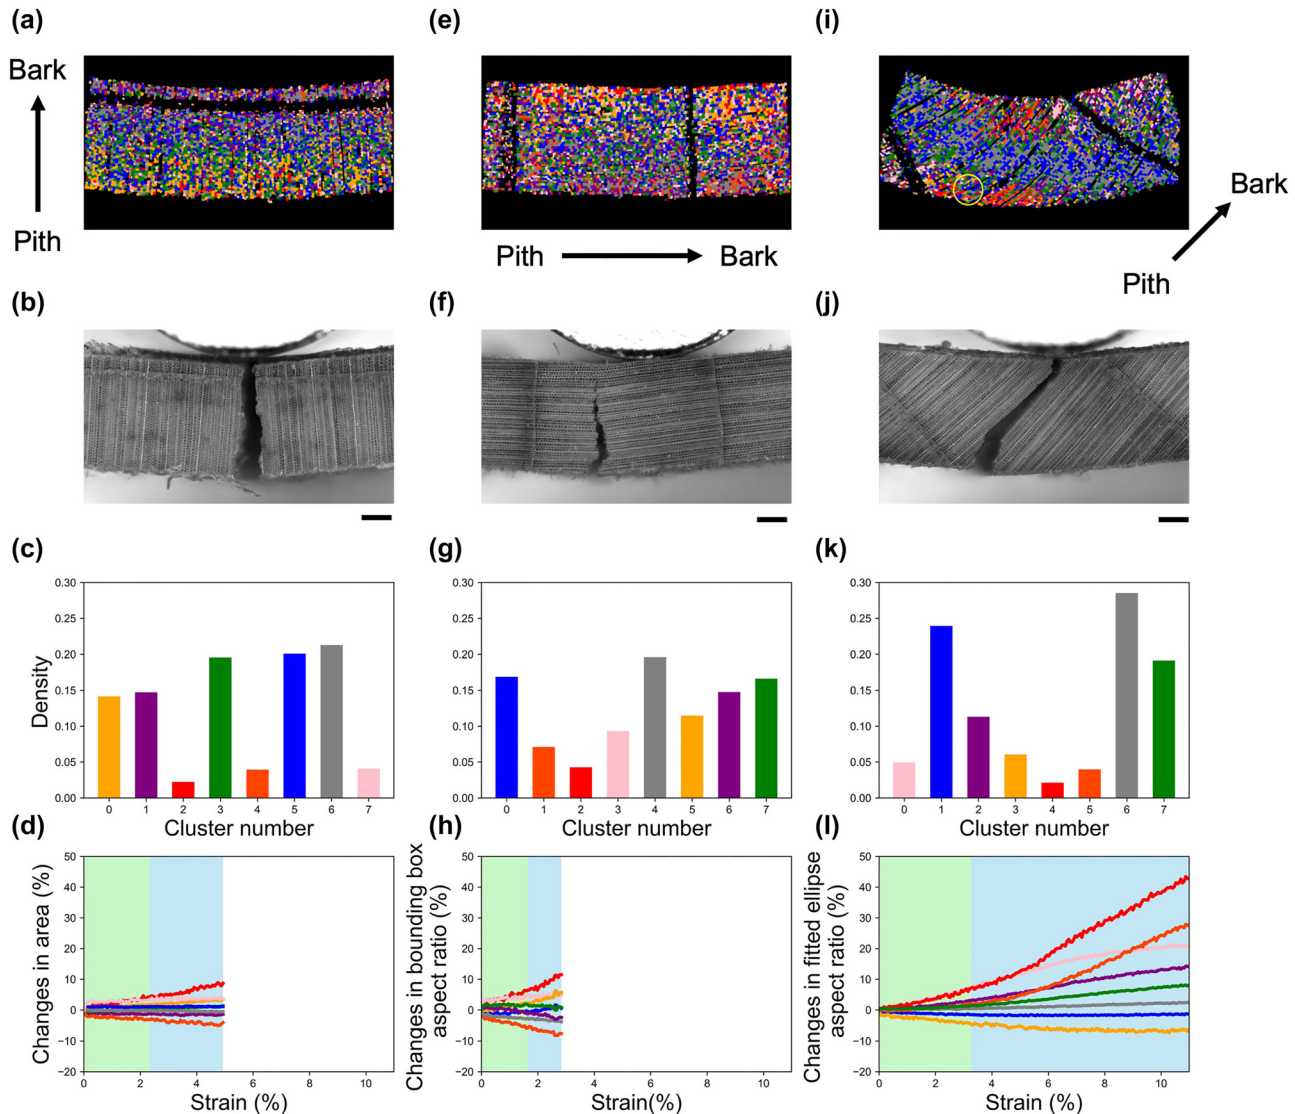 (a)
(e)
(i)
Bark
Pith
Pith
Bark
Bark
Pith
(b)
(f)
(j)
(c)
(g)
(k)
0.30
0.25
0.20
0.15
0.10
0.05
0.00
Density
0 1 2 3 4 5 6 7
Cluster number
0.30
0.25
0.20
0.15
0.10
0.05
0.00
0 1 2 3 4 5 6 7
Cluster number
0.30
0.25
0.20
0.15
0.10
0.05
0.00
0 1 2 3 4 5 6 7
Cluster number
(d)
(h)
(l)
Changes in area (%)
50
40
30
20
10
0
−10
−20
0 2 4 6 8 10
Strain (%)
Changes in bounding box
aspect ratio (%)
50
40
30
20
10
0
−10
−20
0 2 4 6 8 10
Strain(%)
Changes in fitted ellipse
aspect ratio (%)
50
40
30
20
10
0
−10
−20
0 2 4 6 8 10
Strain (%)